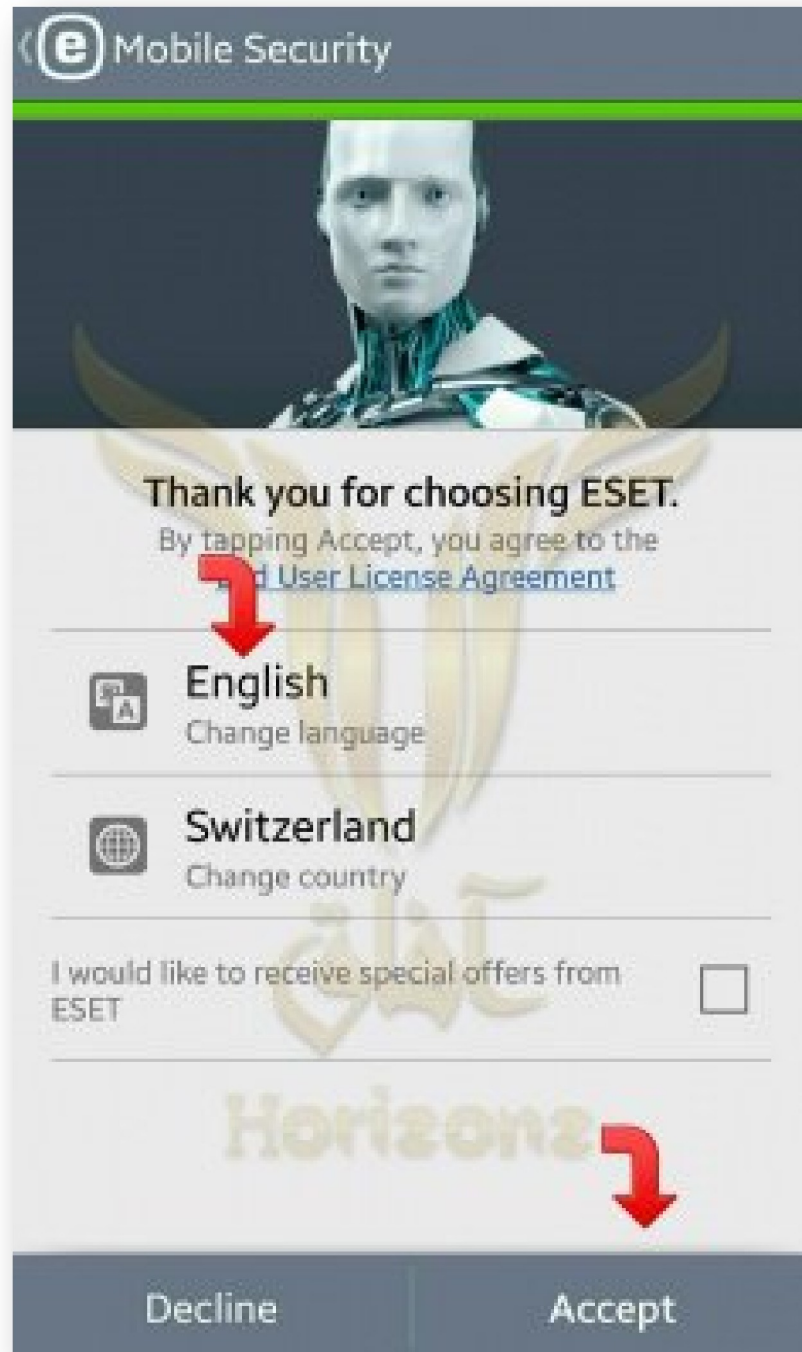 e Mobile Security
Thank you for choosing ESET.
By tapping Accept, you agree to the
User License Agreement
English
Change language
Switzerland
Change country
I would like to receive special offers from
ESET
آفاق
Horizons
Decline
Accept